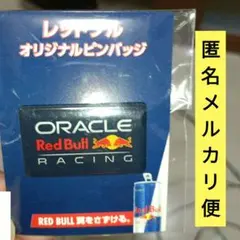 レッドブル
オリジナルピンバッジ
ORACLE
Red Bull
RACING
RED BULL 翼をさずける。
匿名メルカリ便